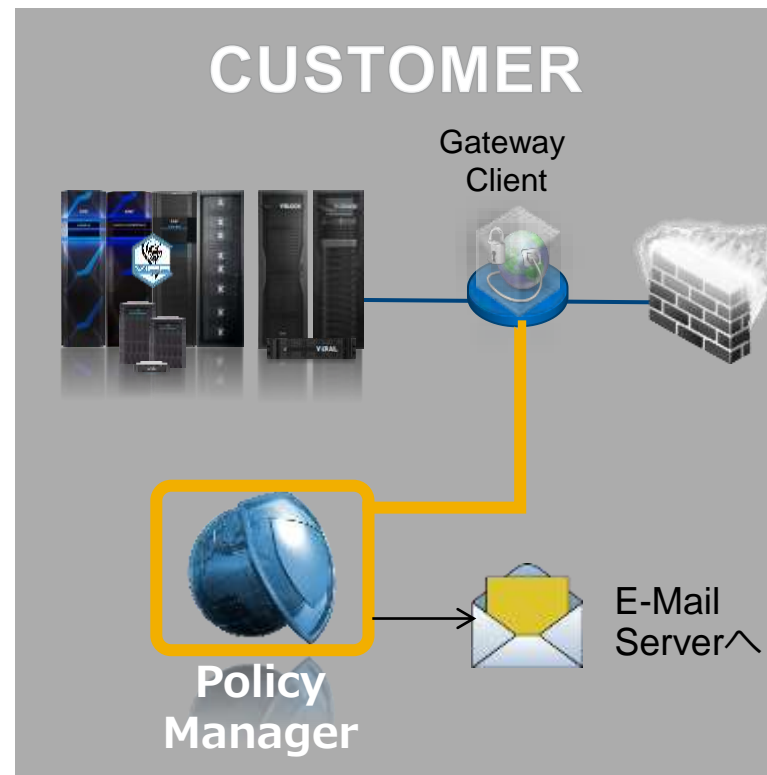 CUSTOMER
Gateway
Client
E-Mail
Serverへ
Policy
Manager